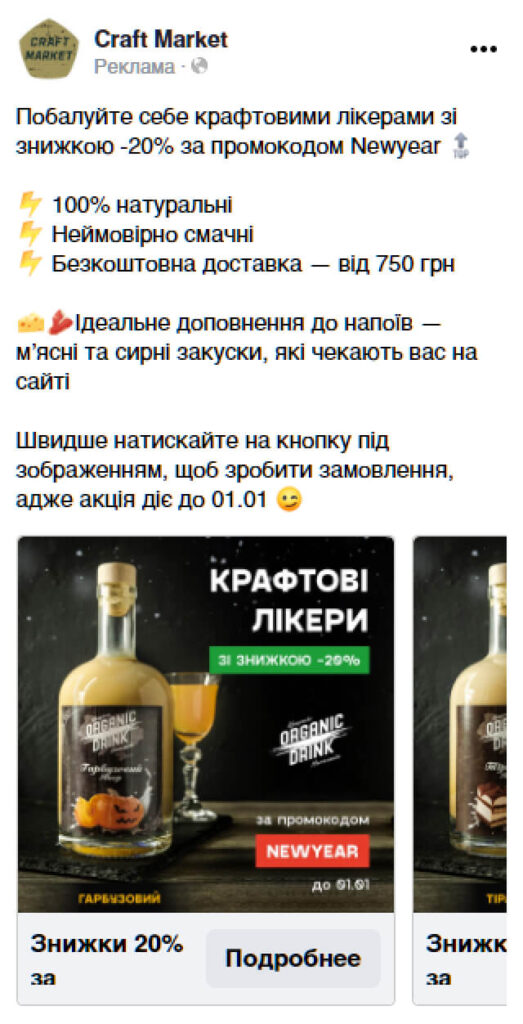 CRAFT
MARKET
Craft Market
Реклама ·
Побалуйте себе крафтовими лікерами зі
знижкою -20% за промокодом Newyear 🔝
⚡ 100% натуральні
⚡ Неймовірно смачні
⚡ Безкоштовна доставка — від 750 грн
🧀🌶️Ідеальне доповнення до напоїв —
м'ясні та сирні закуски, які чекають вас на
сайті
Швидше натискайте на кнопку під
зображенням, щоб зробити замовлення,
адже акція діє до 01.01 😉
КРАФТОВІ
ЛІКЕРИ
ЗІ ЗНИЖКОЮ -20%
ORGANIC
DRINK
за промокодом
NEWYEAR
до 01.01
ORGANIC
DRINK
Гарбузовий
ГАРБУЗОВИЙ
Знижки 20%
за
Подробнее
ТІР
Знижк
за